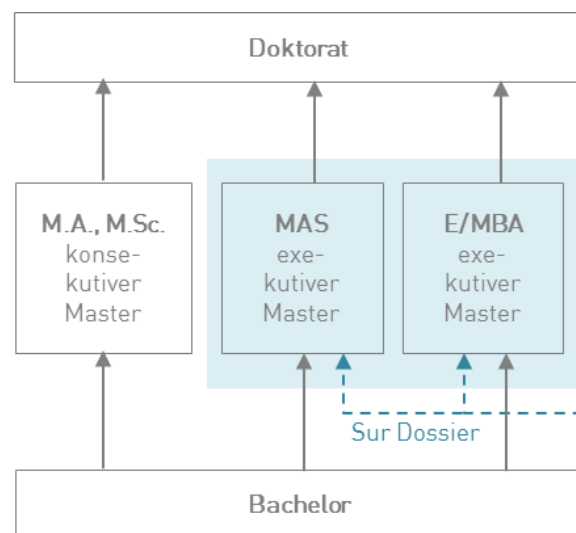 Doktorat
M.A., M.Sc.
konse-
kutiver
Master
MAS
exe-
kutiver
Master
E/MBA
exe-
kutiver
Master
Sur Dossier
Bachelor